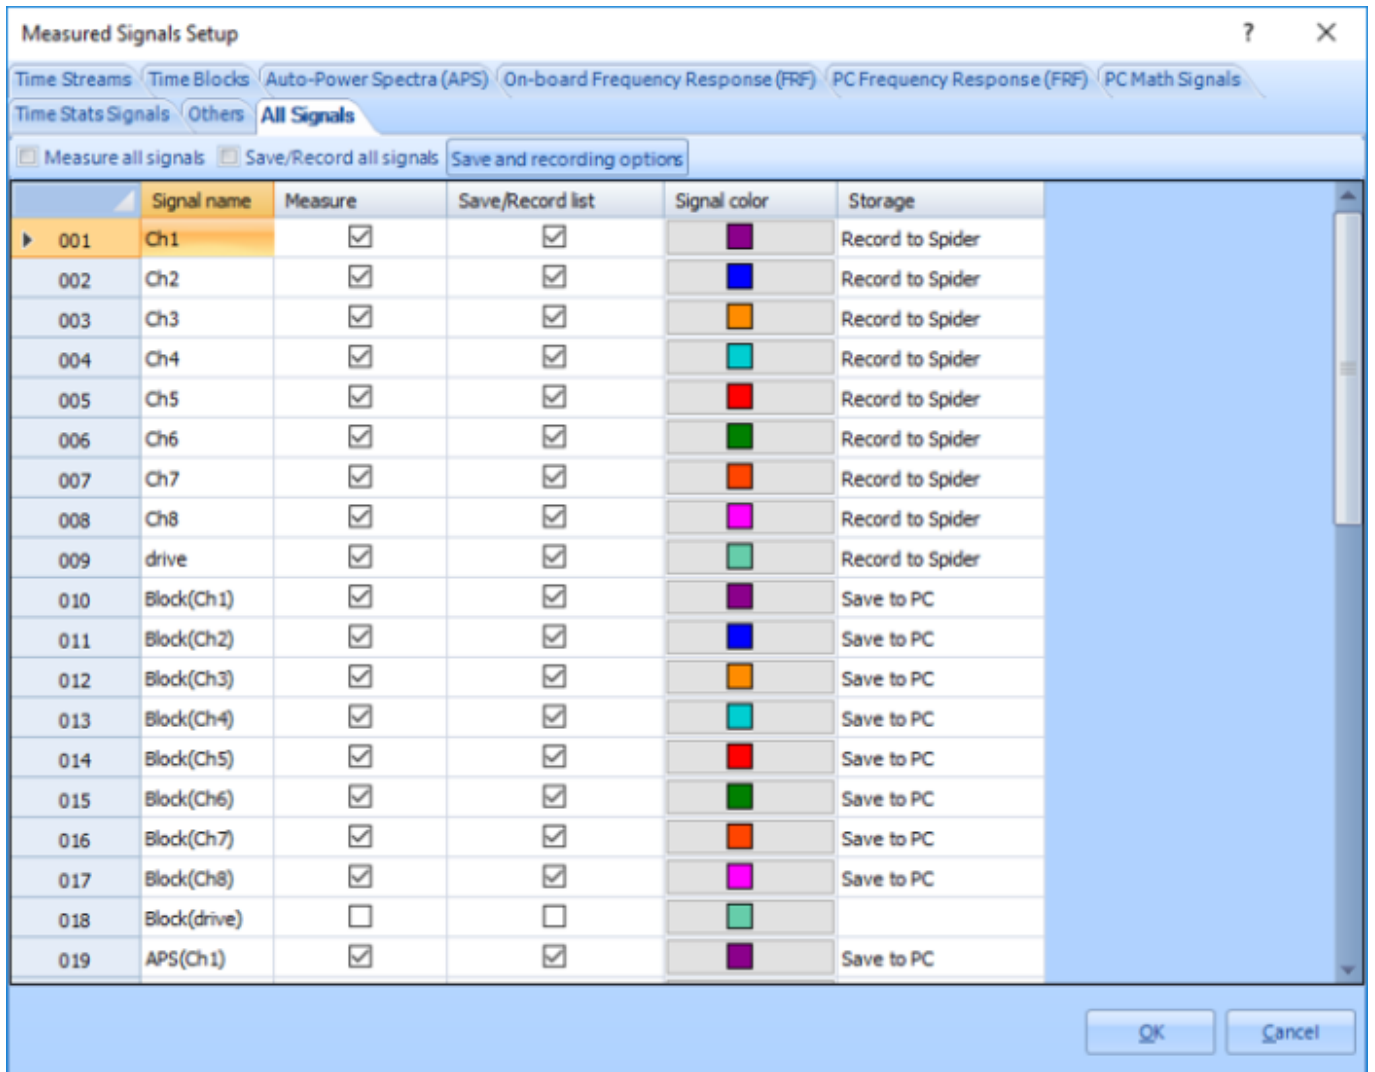 Measured Signals Setup ?
Time Streams Time Blocks Auto-Power Spectra (APS) On-board Frequency Response (FRF) PC Frequency Response (FRF) PC Math Signals
Time Stats Signals Others All Signals
Measure all signals Save/Record all signals Save and recording options
Signal name Measure Save/Record list Signal color Storage
001 Ch1 Record to Spider
002 Ch2 Record to Spider
003 Ch3 Record to Spider
004 Ch4 Record to Spider
005 Ch5 Record to Spider
006 Ch6 Record to Spider
007 Ch7 Record to Spider
008 Ch8 Record to Spider
009 drive Record to Spider
010 Block(Ch1) Save to PC
011 Block(Ch2) Save to PC
012 Block(Ch3) Save to PC
013 Block(Ch4) Save to PC
014 Block(Ch5) Save to PC
015 Block(Ch6) Save to PC
016 Block(Ch7) Save to PC
017 Block(Ch8) Save to PC
018 Block(drive)
019 APS(Ch1) Save to PC
OK Cancel